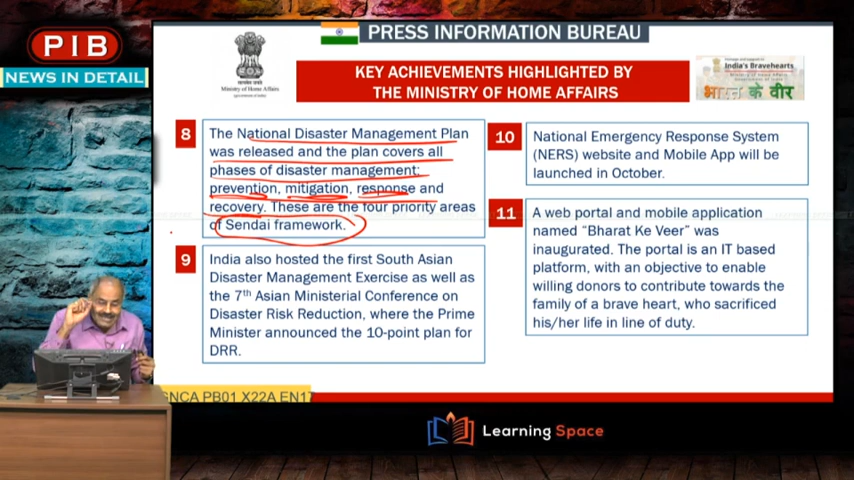 PIB
NEWS IN DETAIL
PRESS INFORMATION BUREAU
Ministry of Home Affairs
KEY ACHIEVEMENTS HIGHLIGHTED BY
THE MINISTRY OF HOME AFFAIRS
India's Bravehearts
भारत के वीर
8
The National Disaster Management Plan
was released and the plan covers all
phases of disaster management;
prevention, mitigation, response and
recovery. These are the four priority areas
of Sendai framework.
9
India also hosted the first South Asian
Disaster Management Exercise as well as
the 7th Asian Ministerial Conference on
Disaster Risk Reduction, where the Prime
Minister announced the 10-point plan for
DRR.
10
National Emergency Response System
(NERS) website and Mobile App will be
launched in October.
11
A web portal and mobile application
named “Bharat Ke Veer” was
inaugurated. The portal is an IT based
platform, with an objective to enable
willing donors to contribute towards the
family of a brave heart, who sacrificed
his/her life in line of duty.
SNCA PB01 X22A EN17
Learning Space